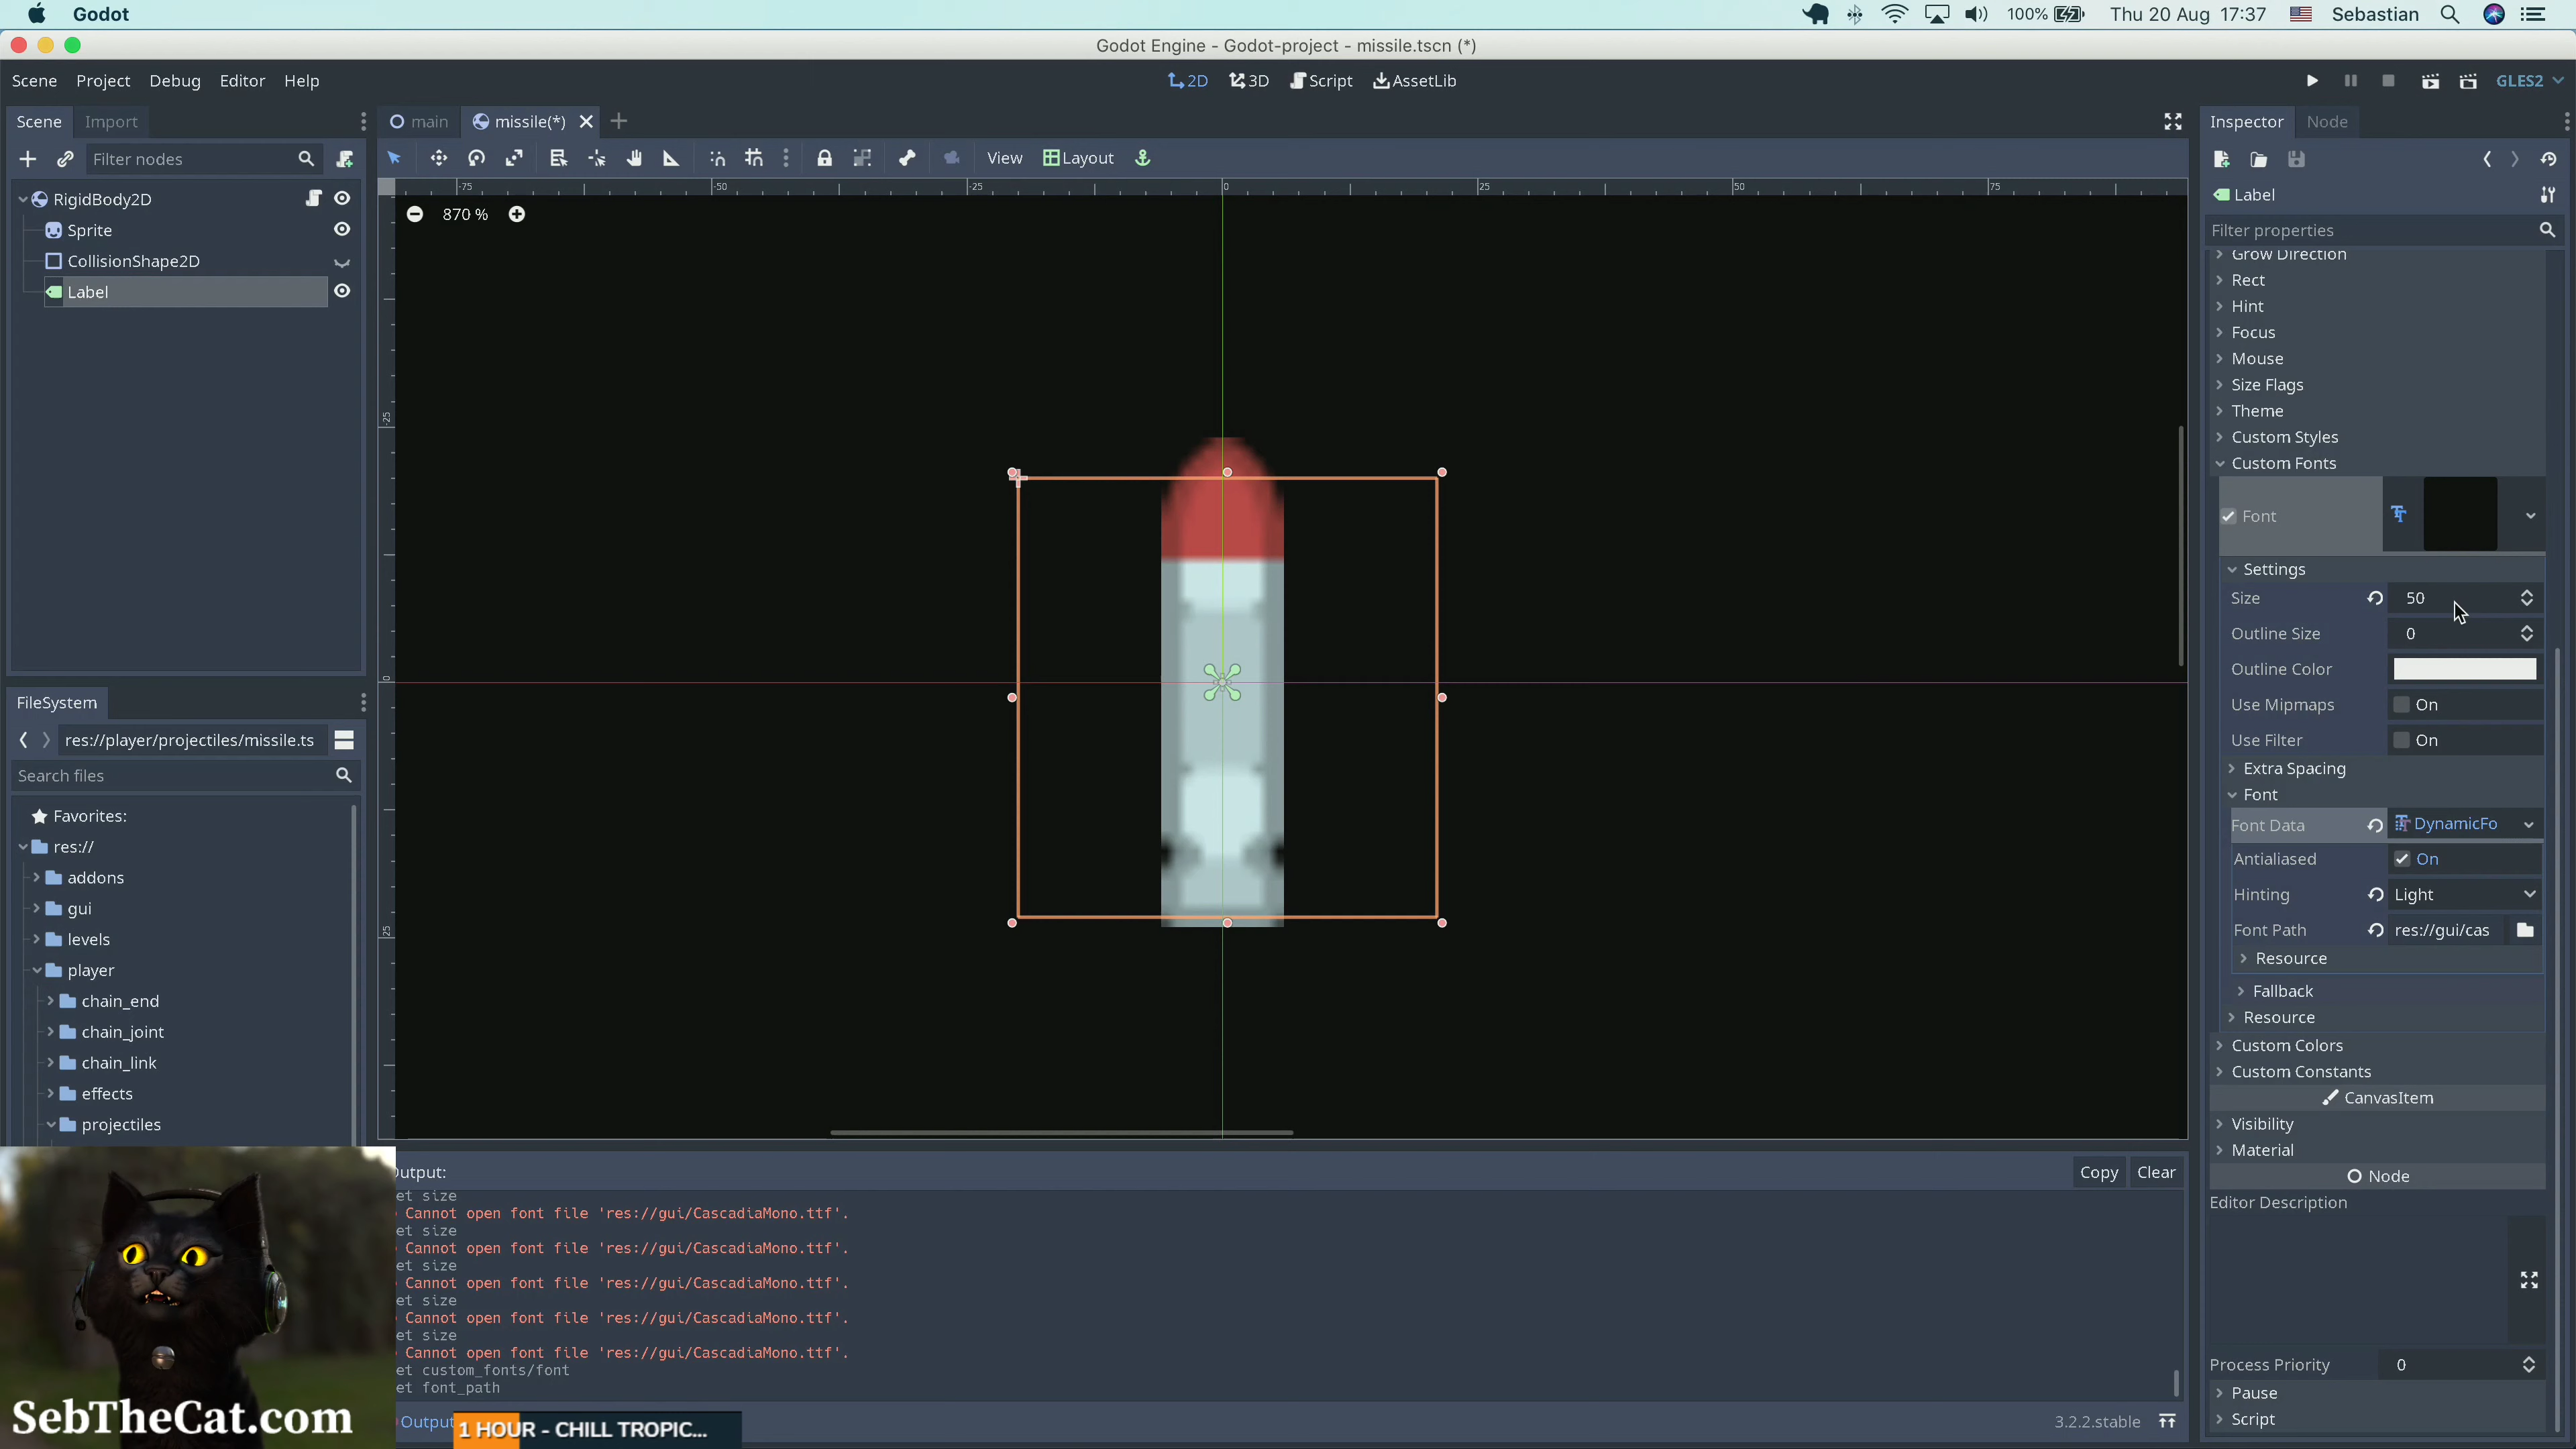 Godot
100%
Thu 20 Aug 17:37
Sebastian
Godot Engine - Godot-project - missile.tscn (*)
Scene Project Debug Editor Help
2D 3D Script AssetLib
GLES2
Scene Import
main missile(*)
Inspector Node
Filter nodes
View Layout
RigidBody2D
Sprite
CollisionShape2D
Label
-75 -50 -25 0 25 50 75
870 %
-25
0
25
Label
Filter properties
Grow Direction
Rect
Hint
Focus
Mouse
Size Flags
Theme
Custom Styles
Custom Fonts
Font
Settings
Size 50
Outline Size 0
Outline Color
Use Mipmaps On
Use Filter On
Extra Spacing
Font
Font Data DynamicFo
Antialiased On
Hinting Light
Font Path res://gui/cas
Resource
Fallback
Resource
Custom Colors
Custom Constants
CanvasItem
Visibility
Material
Node
Editor Description
Process Priority 0
Pause
Script
FileSystem
res://player/projectiles/missile.ts
Search files
Favorites:
res://
addons
gui
levels
player
chain_end
chain_joint
chain_link
effects
projectiles
Output:
Copy Clear
et size
Cannot open font file 'res://gui/CascadiaMono.ttf'.
et size
Cannot open font file 'res://gui/CascadiaMono.ttf'.
et size
Cannot open font file 'res://gui/CascadiaMono.ttf'.
et size
Cannot open font file 'res://gui/CascadiaMono.ttf'.
et size
Cannot open font file 'res://gui/CascadiaMono.ttf'.
et custom_fonts/font
et font_path
Output
3.2.2.stable
SebTheCat.com
1 HOUR - CHILL TROPIC...